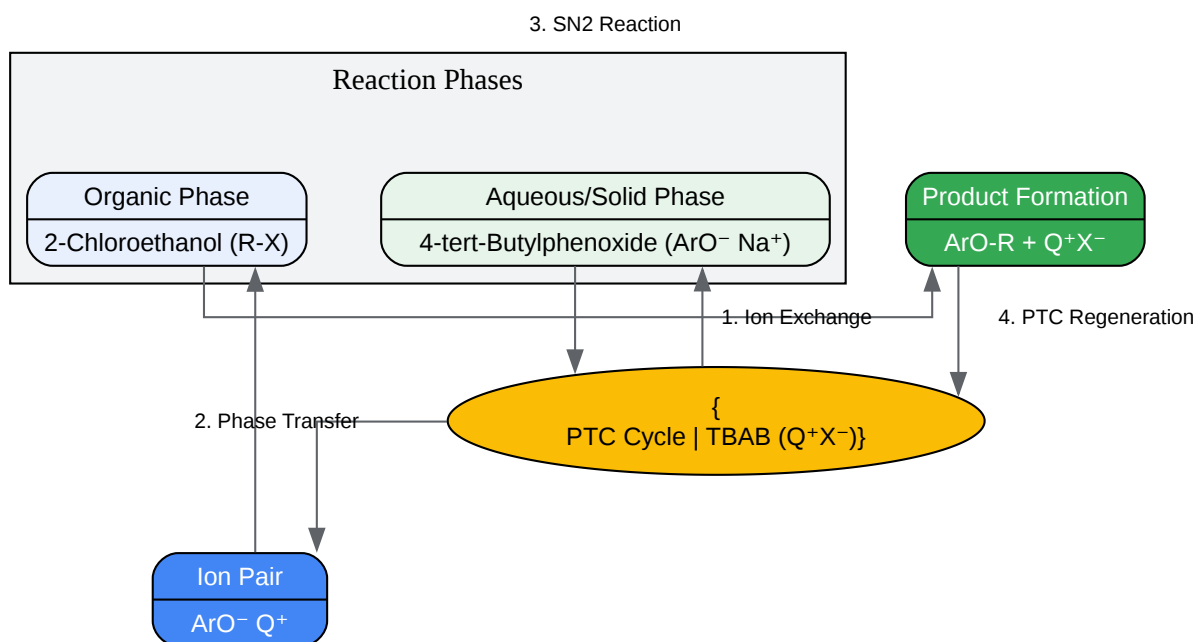 3. SN2 Reaction
Reaction Phases
Organic Phase
2-Chloroethanol (R-X)
Aqueous/Solid Phase
4-tert-Butylphenoxide (ArO⁻ Na⁺)
Product Formation
ArO-R + Q⁺X⁻
1. Ion Exchange
4. PTC Regeneration
2. Phase Transfer
{
PTC Cycle | TBAB (Q⁺X⁻)}
Ion Pair
ArO⁻ Q⁺